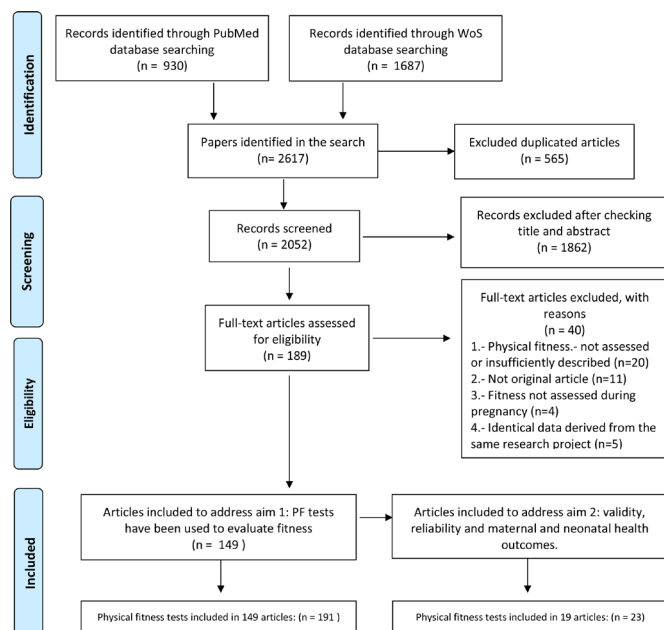 Identification
Records identified through PubMed
database searching
(n = 930)
Records identified through WoS
database searching
(n = 1687)
Papers identified in the search
(n= 2617)
Excluded duplicated articles
(n = 565)
Screening
Records screened
(n = 2052)
Records excluded after checking
title and abstract
(n = 1862)
Full-text articles assessed
for eligibility
(n = 189)
Full-text articles excluded, with
reasons
(n = 40)
1.- Physical fitness.- not assessed
or insufficiently described (n=20)
2.- Not original article (n=11)
3.- Fitness not assessed during
pregnancy (n=4)
4.- Identical data derived from the
same research project (n=5)
Eligibility
Included
Articles included to address aim 1: PF tests
have been used to evaluate fitness
(n = 149 )
Articles included to address aim 2: validity,
reliability and maternal and neonatal health
outcomes.
Physical fitness tests included in 149 articles: (n = 191 )
Physical fitness tests included in 19 articles: (n = 23)